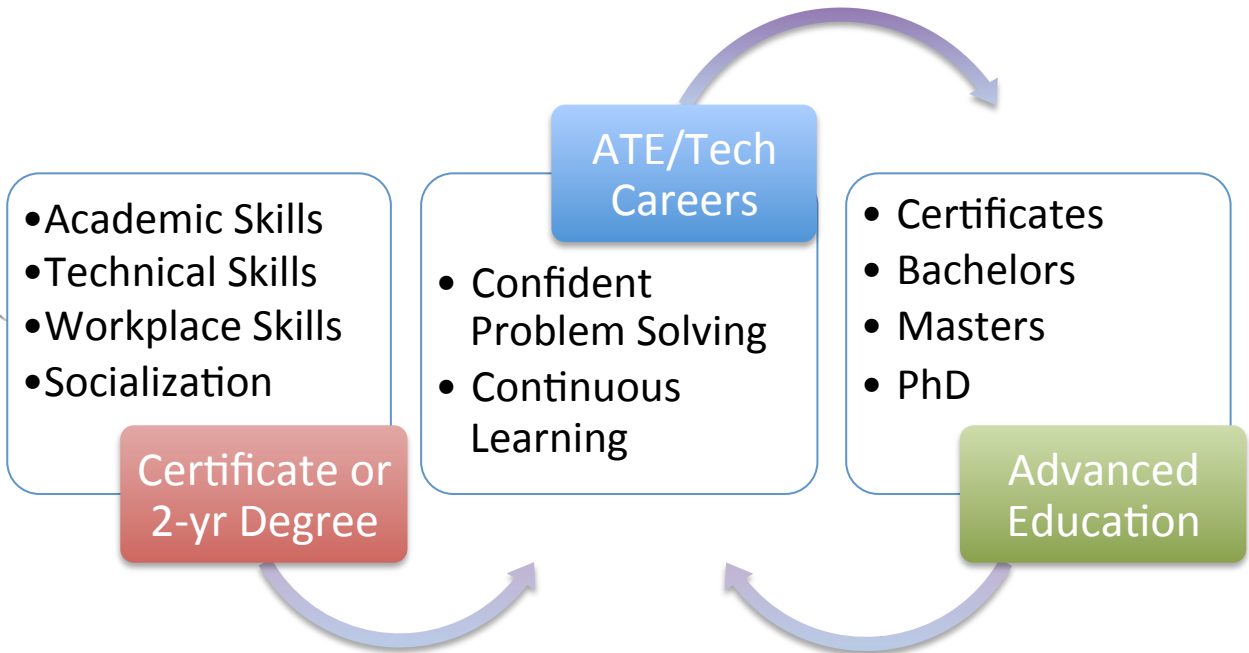 •Academic Skills
•Technical Skills
•Workplace Skills
•Socialization
Certificate or
2-yr Degree
ATE/Tech
Careers
• Confident
Problem Solving
• Continuous
Learning
• Certificates
• Bachelors
• Masters
• PhD
Advanced
Education